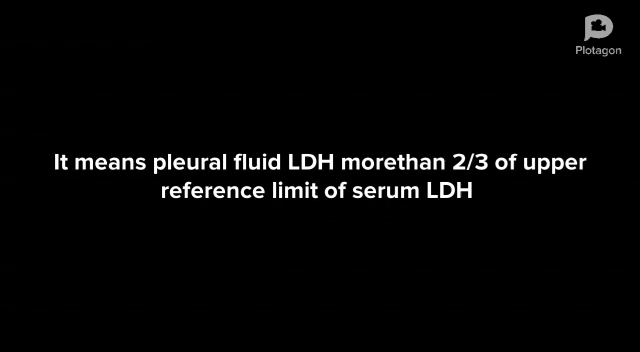 Plotagon
It means pleural fluid LDH morethan 2/3 of upper
reference limit of serum LDH